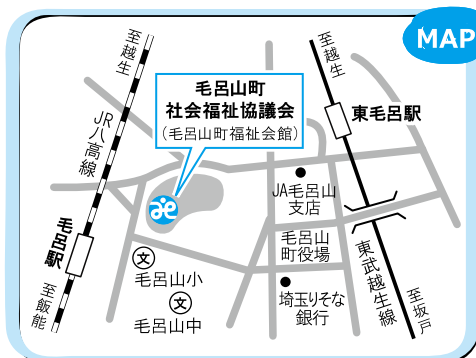 MAP
至越生
JR八高線
毛呂駅
至飯能
毛呂山町
社会福祉協議会
(毛呂山町福祉会館)
至越生
東毛呂駅
JA毛呂山
支店
毛呂山
町役場
文
毛呂山小
文
毛呂山中
埼玉りそな
銀行
東武越生線
至坂戸